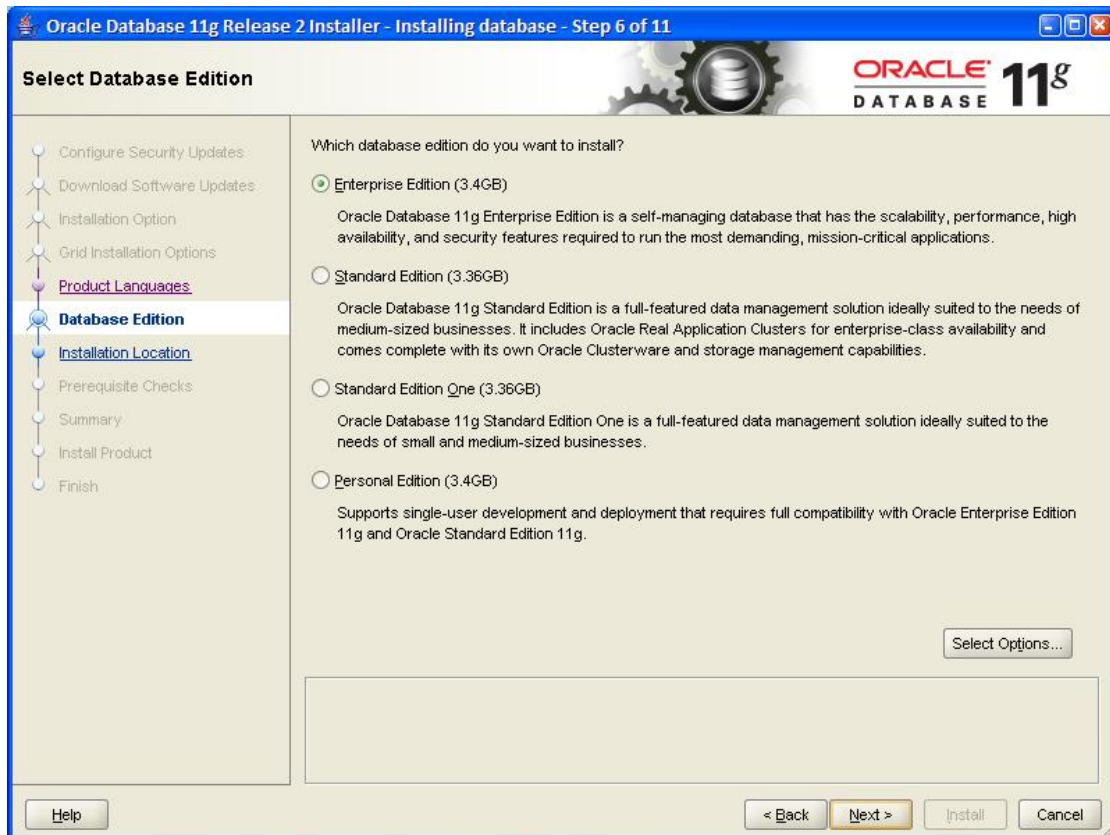 Oracle Database 11g Release 2 Installer - Installing database - Step 6 of 11
Select Database Edition
ORACLE
DATABASE 11g
Configure Security Updates
Download Software Updates
Installation Option
Grid Installation Options
Product Languages
Database Edition
Installation Location
Prerequisite Checks
Summary
Install Product
Finish
Which database edition do you want to install?
Enterprise Edition (3.4GB)
Oracle Database 11g Enterprise Edition is a self-managing database that has the scalability, performance, high
availability, and security features required to run the most demanding, mission-critical applications.
Standard Edition (3.36GB)
Oracle Database 11g Standard Edition is a full-featured data management solution ideally suited to the needs of
medium-sized businesses. It includes Oracle Real Application Clusters for enterprise-class availability and
comes complete with its own Oracle Clusterware and storage management capabilities.
Standard Edition One (3.36GB)
Oracle Database 11g Standard Edition One is a full-featured data management solution ideally suited to the
needs of small and medium-sized businesses.
Personal Edition (3.4GB)
Supports single-user development and deployment that requires full compatibility with Oracle Enterprise Edition
11g and Oracle Standard Edition 11g.
Select Options...
Help
< Back
Next >
Install
Cancel